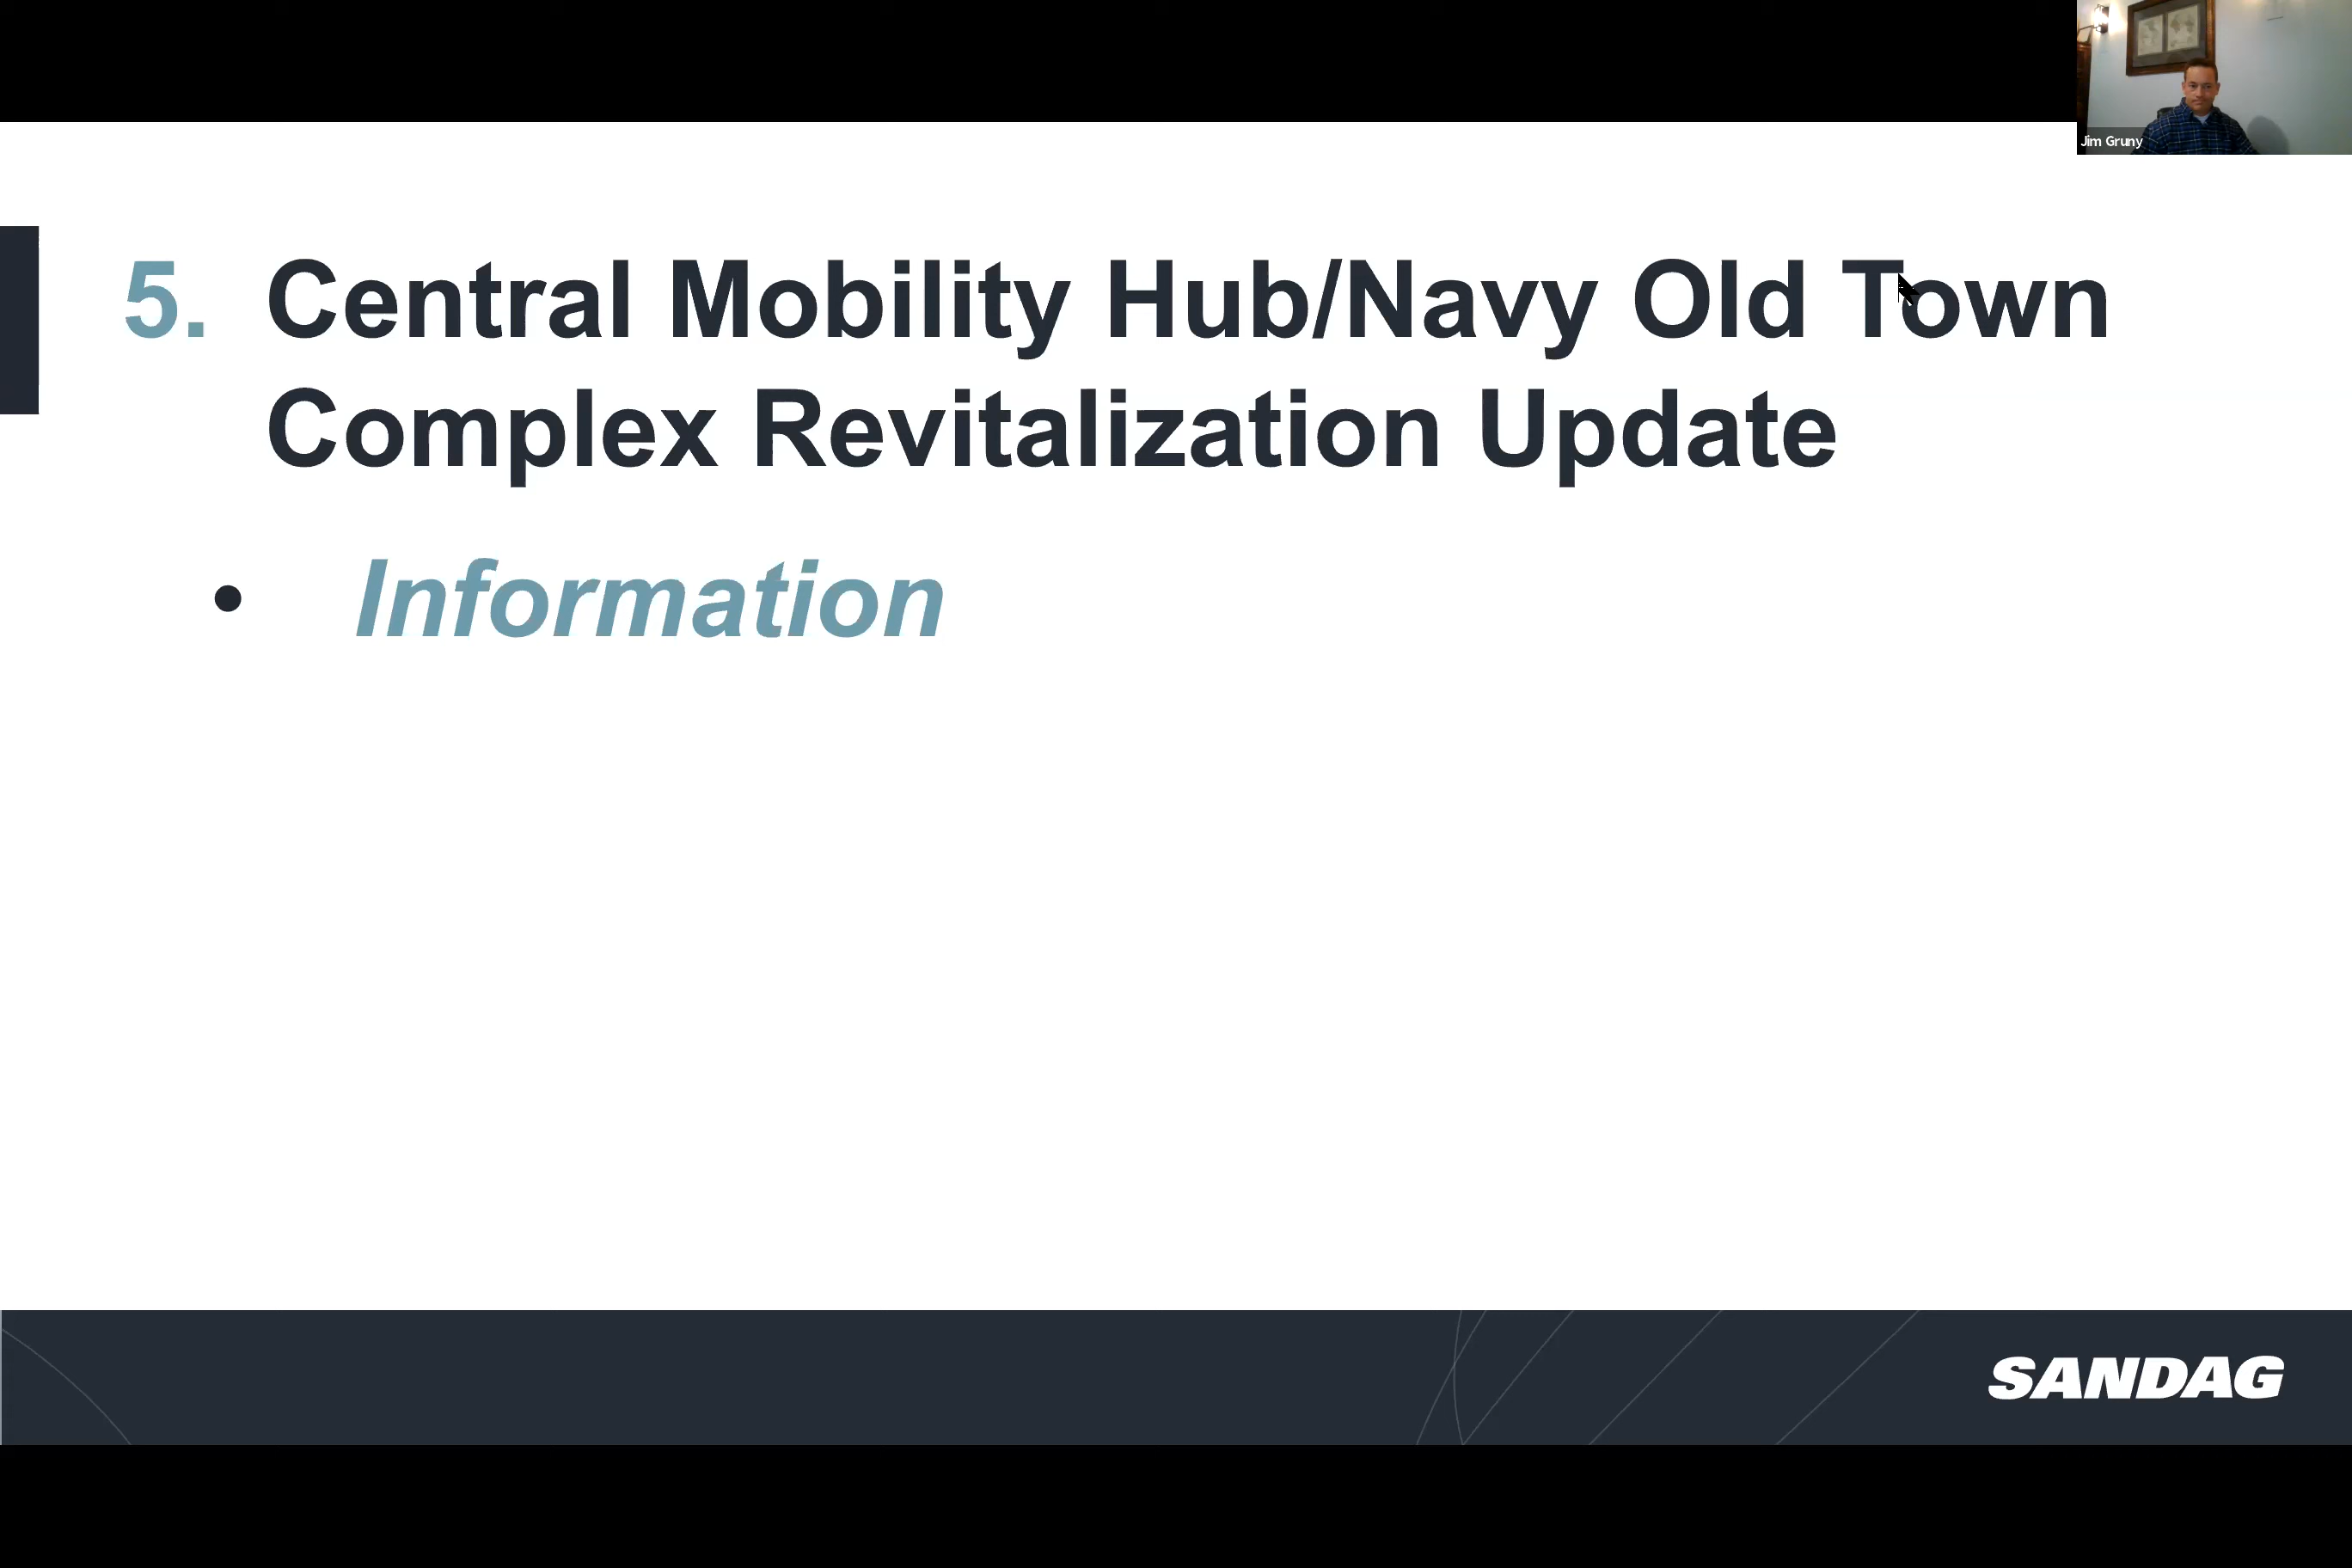 Jim Gruny
5. Central Mobility Hub/Navy Old Town
Complex Revitalization Update
• Information
SANDAG